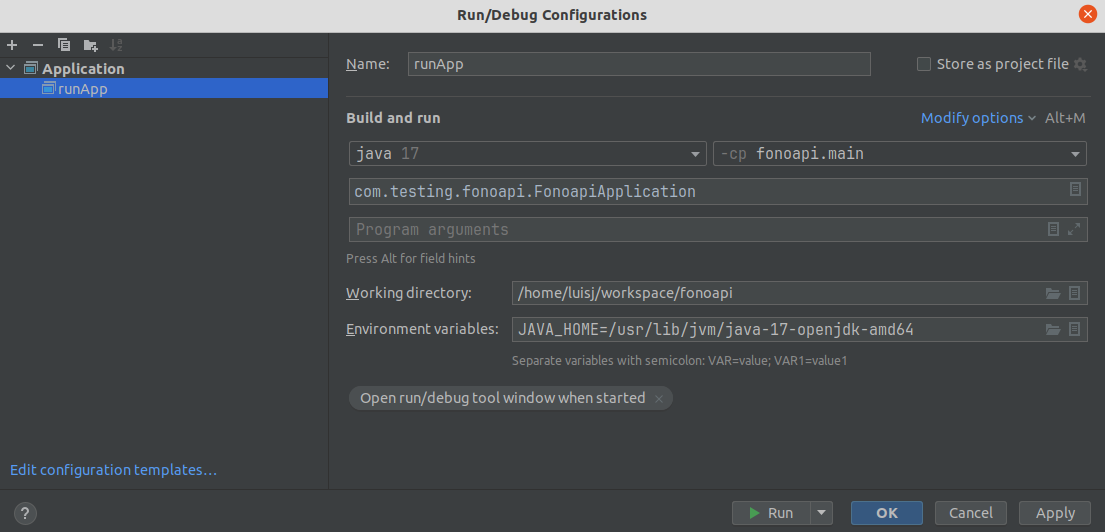 Run/Debug Configurations
Application
runApp
Edit configuration templates...
Name: runApp Store as project file
Build and run Modify options Alt+M
java 17 -cp fonoapi.main
com.testing.fonoapi.FonoapiApplication
Program arguments
Press Alt for field hints
Working directory: /home/luisj/workspace/fonoapi
Environment variables: JAVA_HOME=/usr/lib/jvm/java-17-openjdk-amd64
Separate variables with semicolon: VAR=value; VAR1=value1
Open run/debug tool window when started ×
? Run OK Cancel Apply